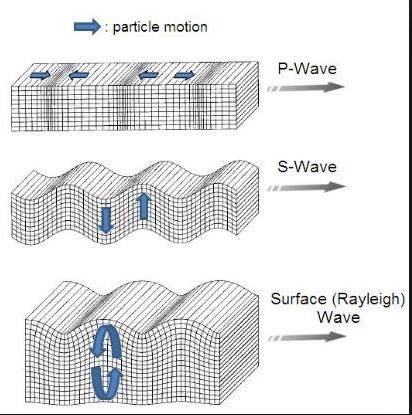 : particle motion
P-Wave
S-Wave
Surface (Rayleigh)
Wave